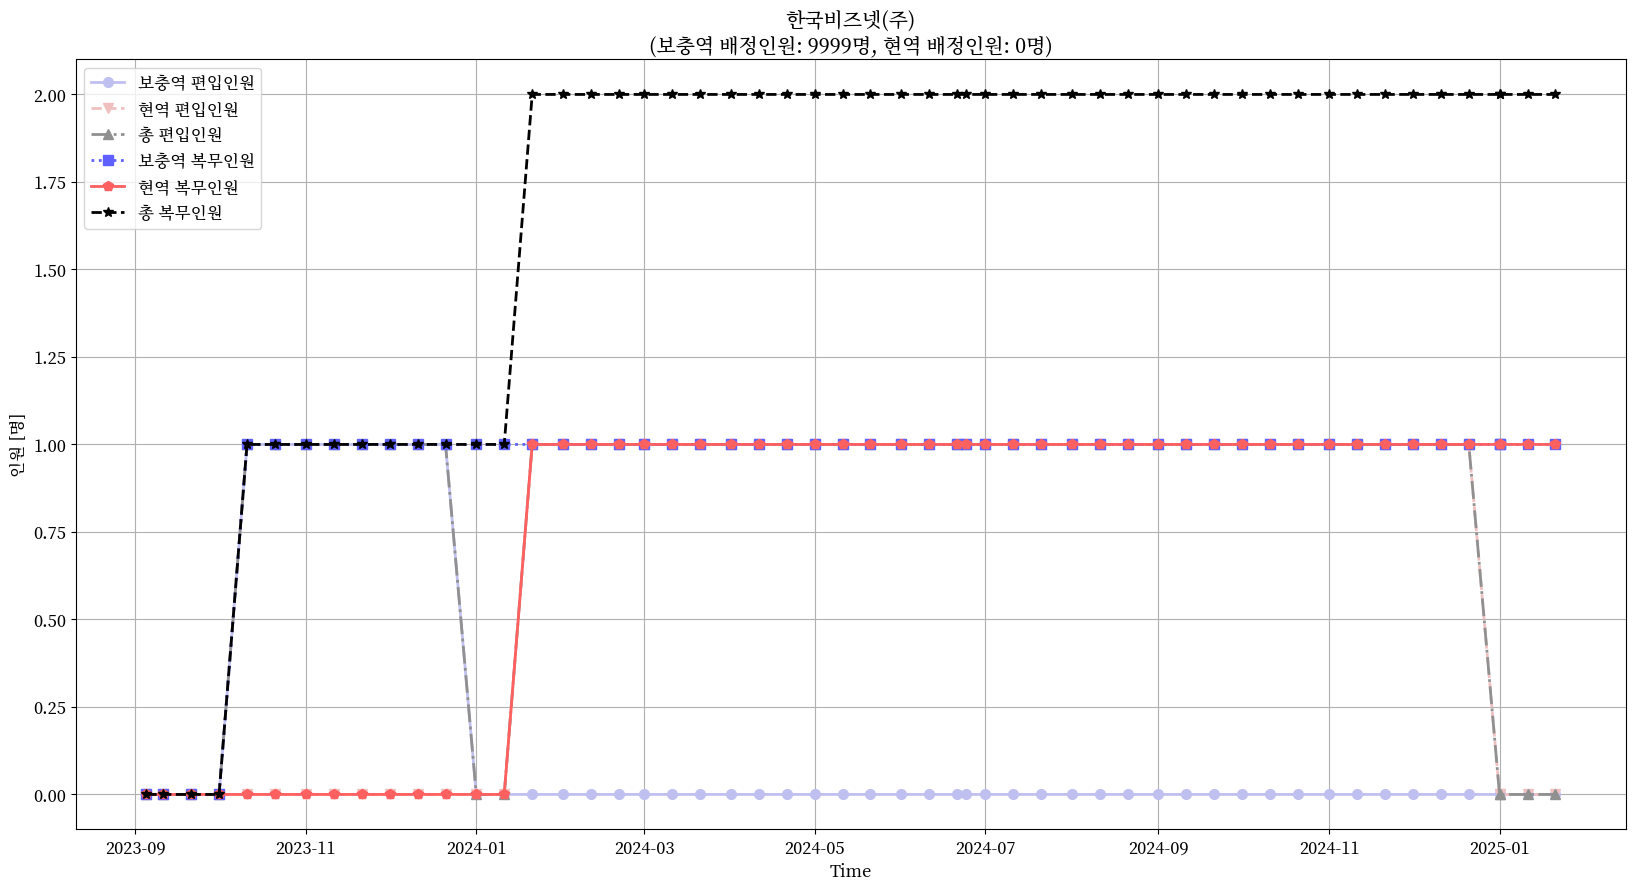 한국비즈넷(주)
(보충역 배정인원: 9999명, 현역 배정인원: 0명)
보충역 편입인원
현역 편입인원
총 편입인원
보충역 복무인원
현역 복무인원
총 복무인원
2.00
1.75
1.50
1.25
1.00
0.75
0.50
0.25
0.00
인원 [명]
2023-09 2023-11 2024-01 2024-03 2024-05 2024-07 2024-09 2024-11 2025-01
Time